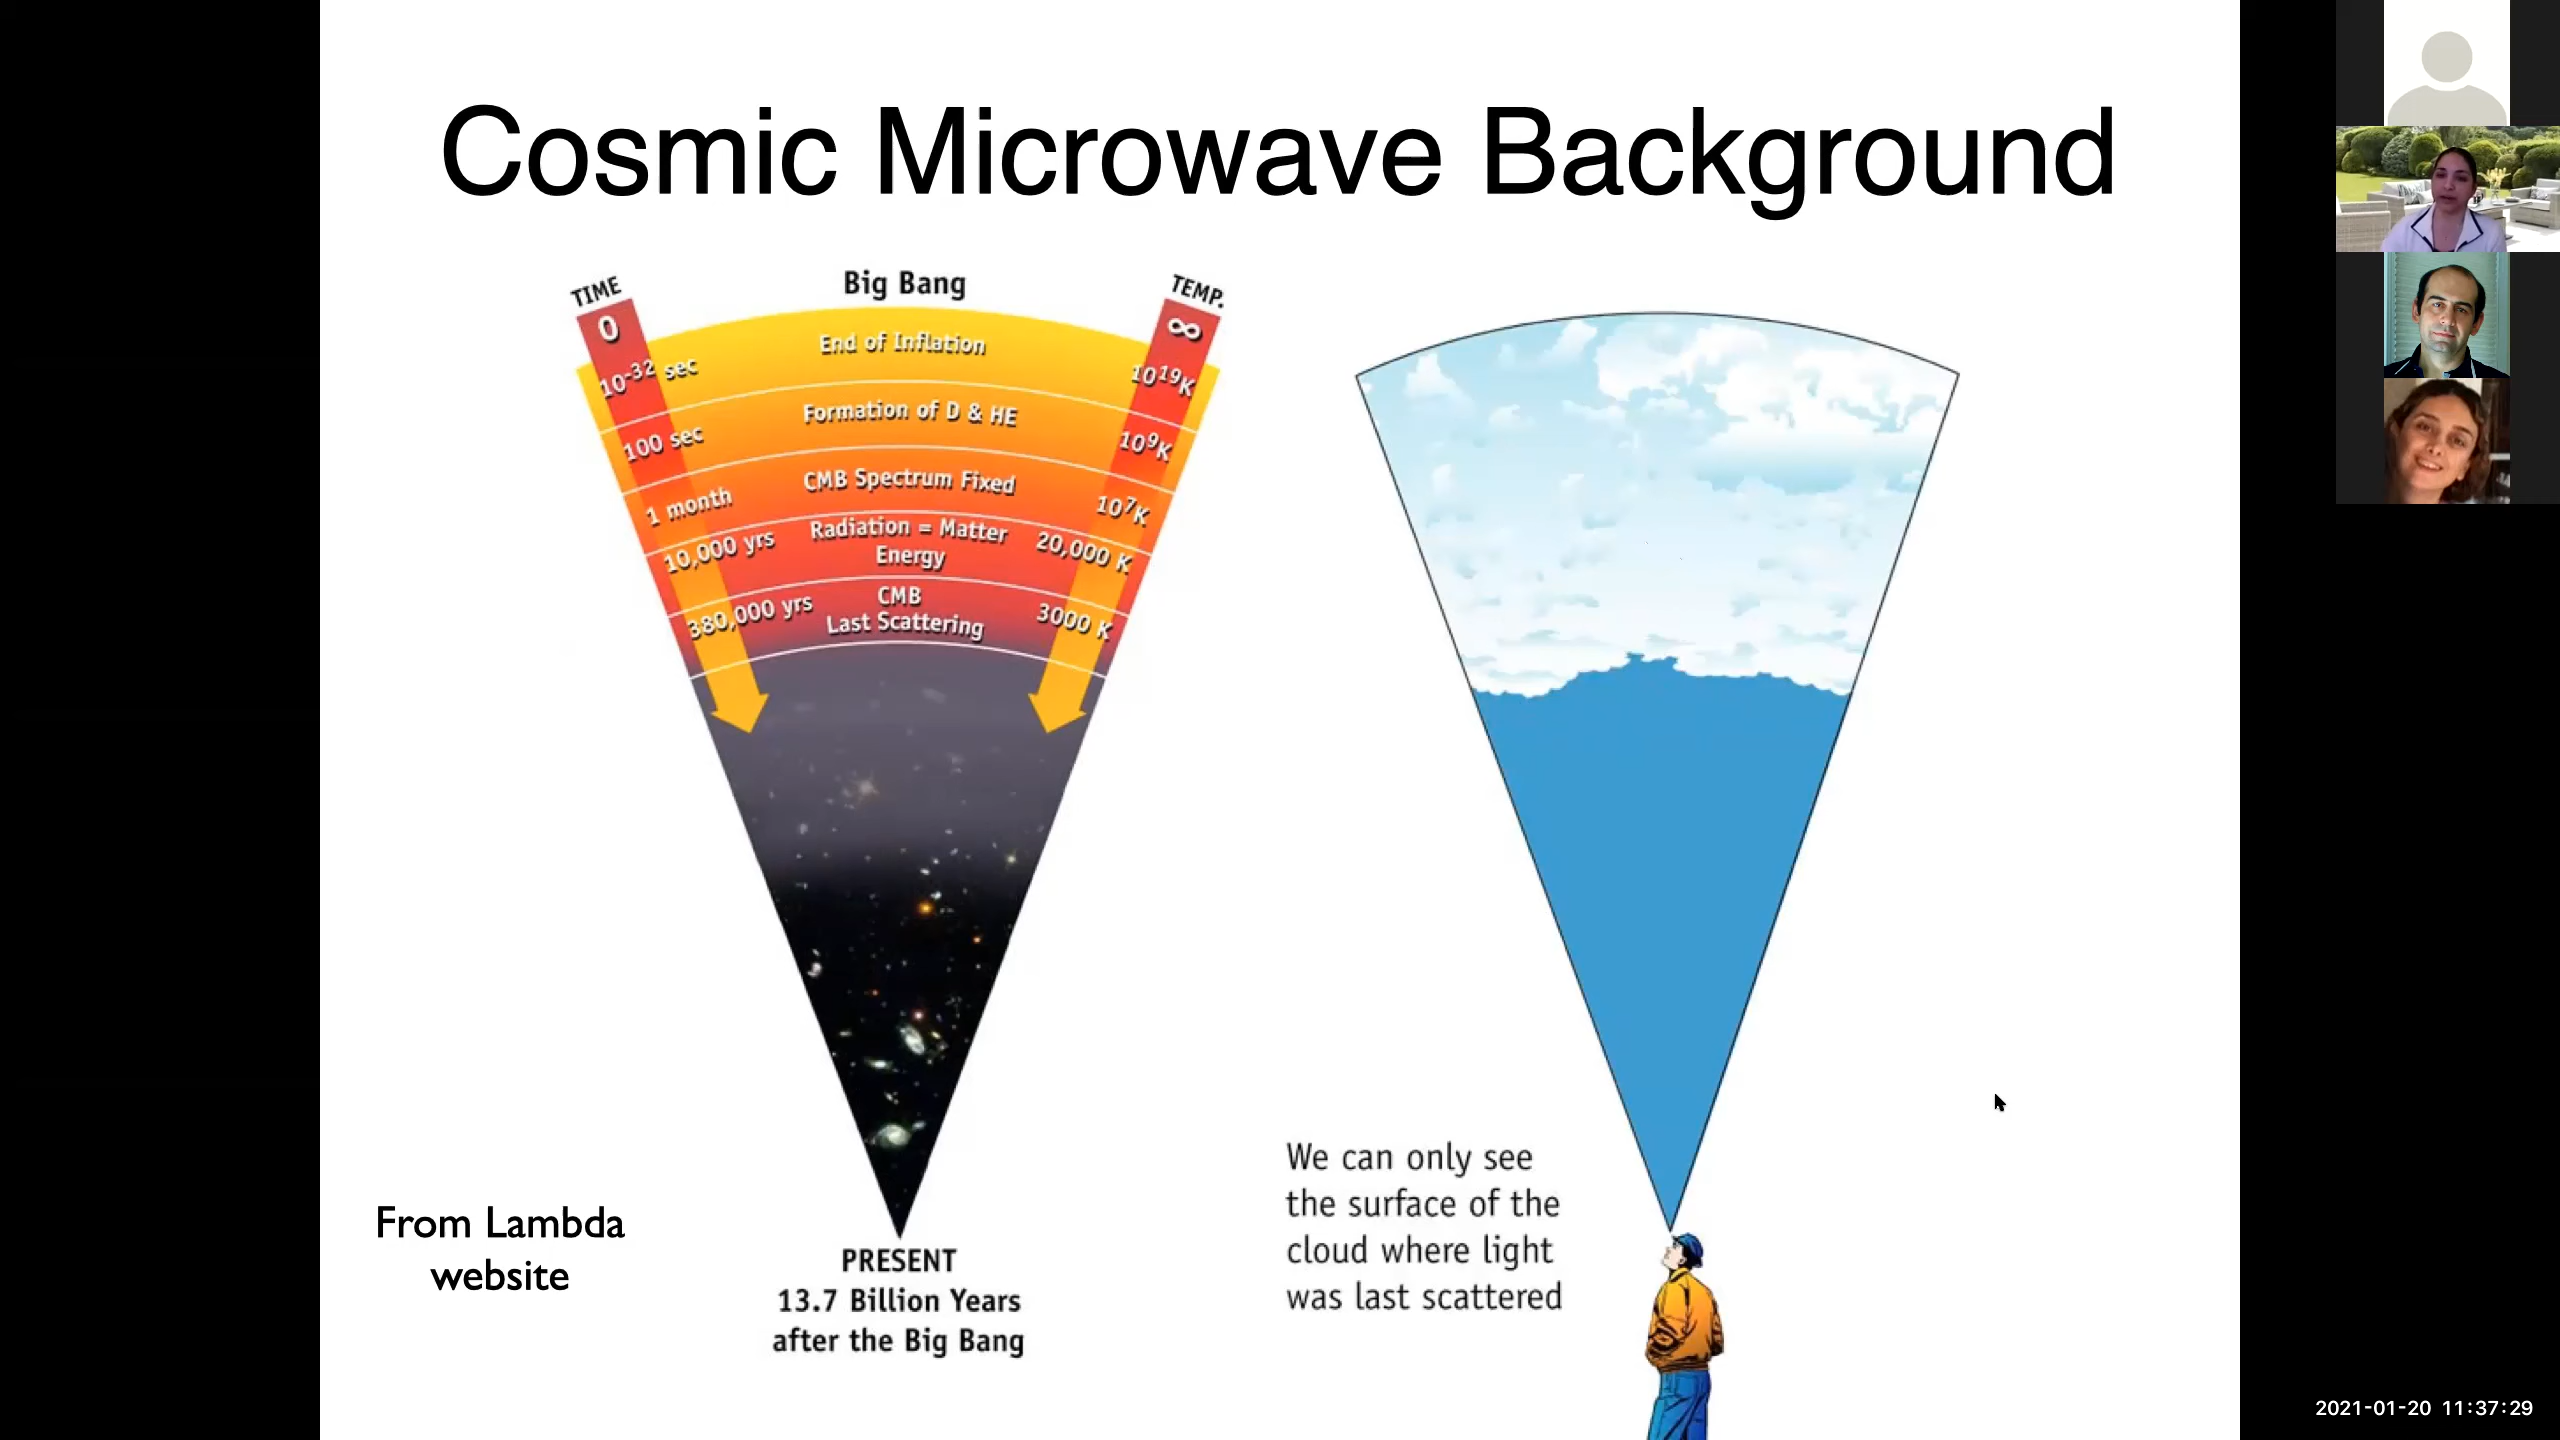 Cosmic Microwave Background
TIME
Big Bang
TEMP.
0
∞
10⁻³² sec
End of Inflation
10¹⁹K
100 sec
Formation of D & HE
10⁹K
1 month
CMB Spectrum Fixed
10⁷K
10,000 yrs
Radiation = Matter
Energy
20,000 K
380,000 yrs
CMB
Last Scattering
3000 K
PRESENT
13.7 Billion Years
after the Big Bang
From Lambda
website
We can only see
the surface of the
cloud where light
was last scattered
2021-01-20 11:37:29